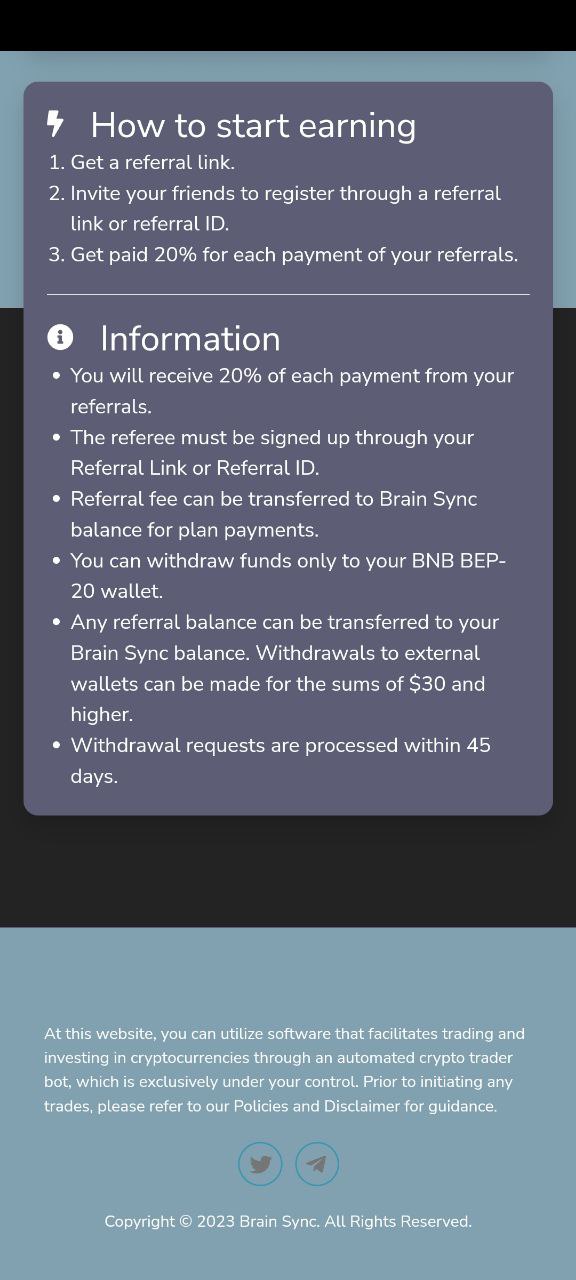 How to start earning
1. Get a referral link.
2. Invite your friends to register through a referral
link or referral ID.
3. Get paid 20% for each payment of your referrals.
Information
• You will receive 20% of each payment from your
referrals.
• The referee must be signed up through your
Referral Link or Referral ID.
• Referral fee can be transferred to Brain Sync
balance for plan payments.
• You can withdraw funds only to your BNB BEP-
20 wallet.
• Any referral balance can be transferred to your
Brain Sync balance. Withdrawals to external
wallets can be made for the sums of $30 and
higher.
• Withdrawal requests are processed within 45
days.
At this website, you can utilize software that facilitates trading and
investing in cryptocurrencies through an automated crypto trader
bot, which is exclusively under your control. Prior to initiating any
trades, please refer to our Policies and Disclaimer for guidance.
Copyright © 2023 Brain Sync. All Rights Reserved.